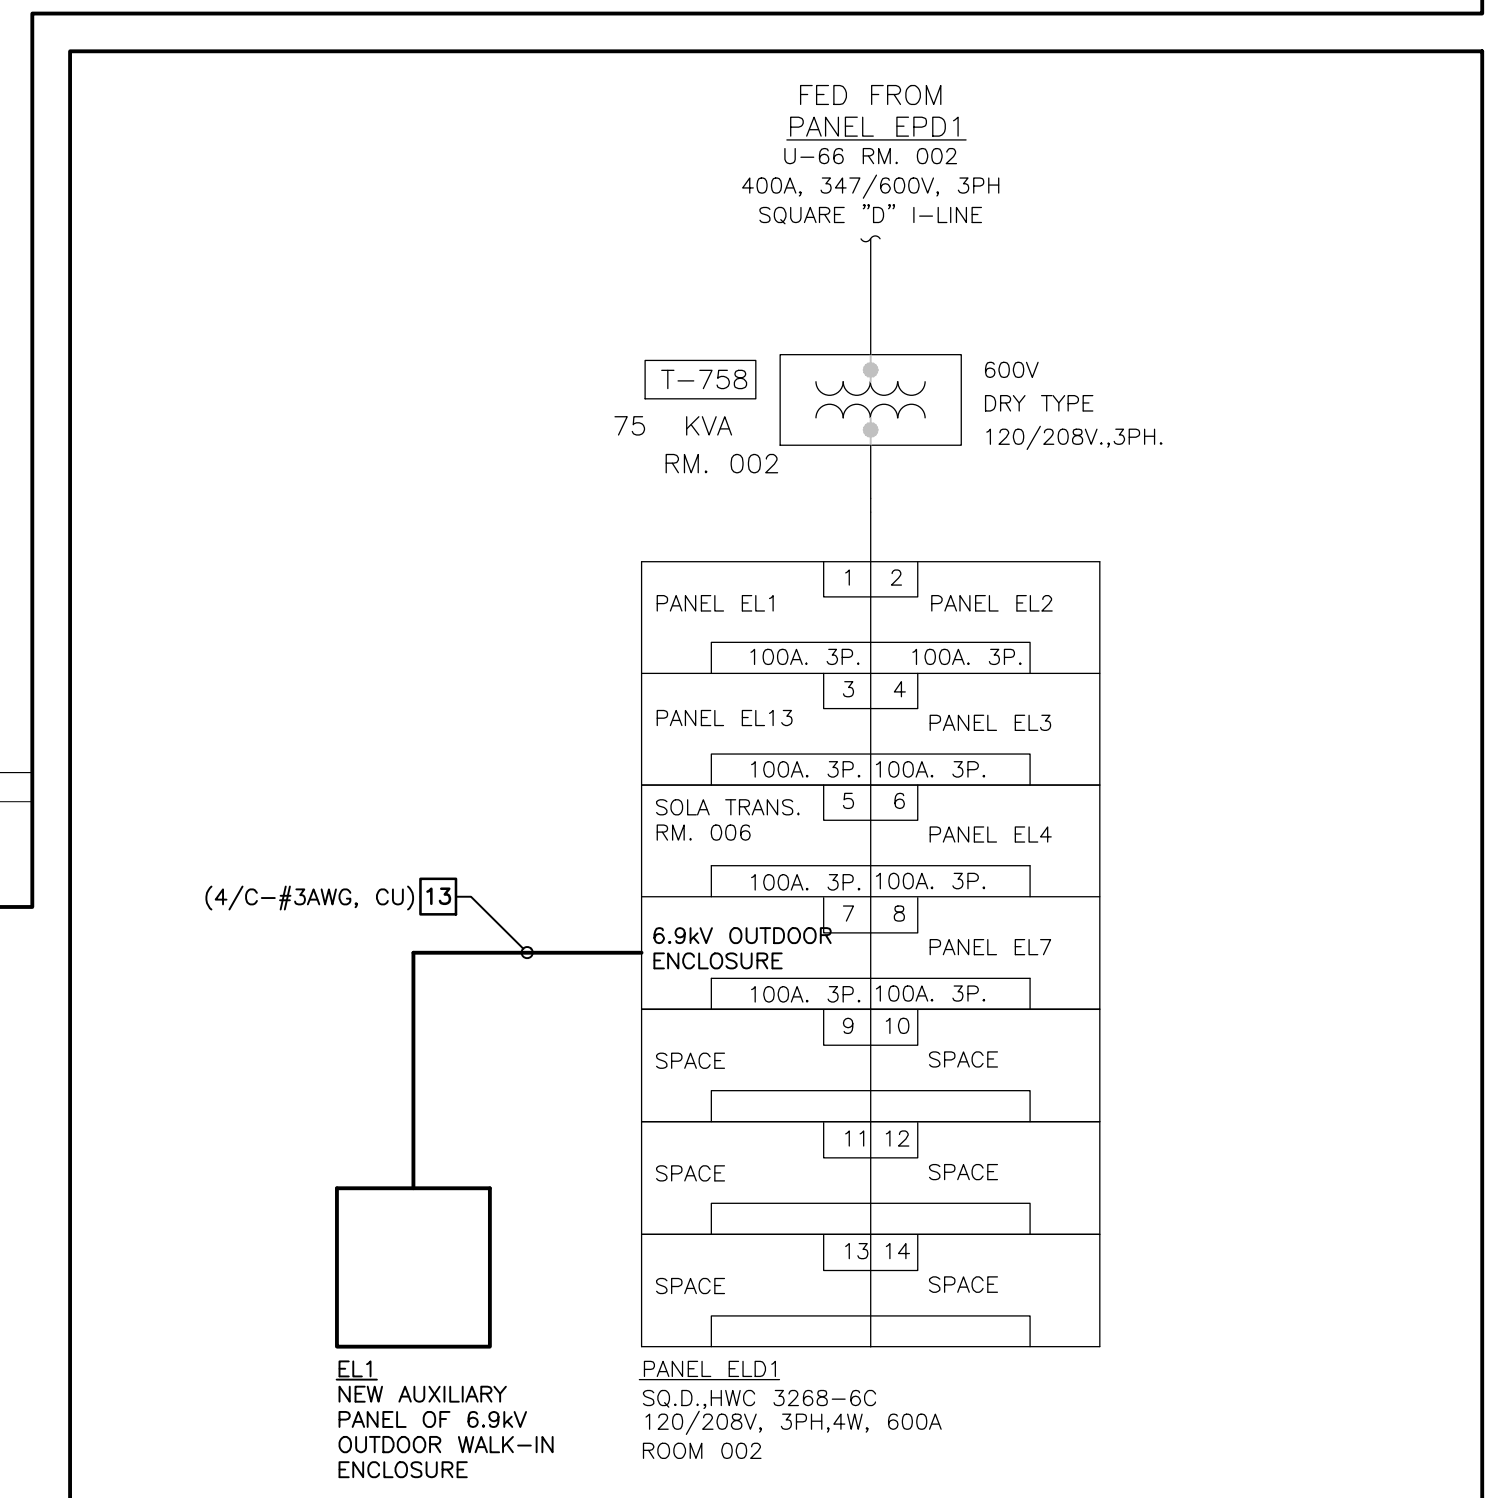 FED FROM
PANEL EPD1
U-66 RM. 002
400A, 347/600V, 3PH
SQUARE "D" I-LINE
T-758
75 KVA
RM. 002
600V
DRY TYPE
120/208V.,3PH.
1 2
PANEL EL1
PANEL EL2
100A. 3P. 100A. 3P.
3 4
PANEL EL13
PANEL EL3
100A. 3P. 100A. 3P.
5 6
SOLA TRANS.
RM. 006
PANEL EL4
100A. 3P. 100A. 3P.
(4/C-#3AWG, CU) 13
7 8
6.9kV OUTDOOR
ENCLOSURE
PANEL EL7
100A. 3P. 100A. 3P.
9 10
SPACE
SPACE
11 12
SPACE
SPACE
13 14
SPACE
SPACE
EL1
NEW AUXILIARY
PANEL OF 6.9kV
OUTDOOR WALK-IN
ENCLOSURE
PANEL ELD1
SQ.D.,HWC 3268-6C
120/208V, 3PH,4W, 600A
ROOM 002